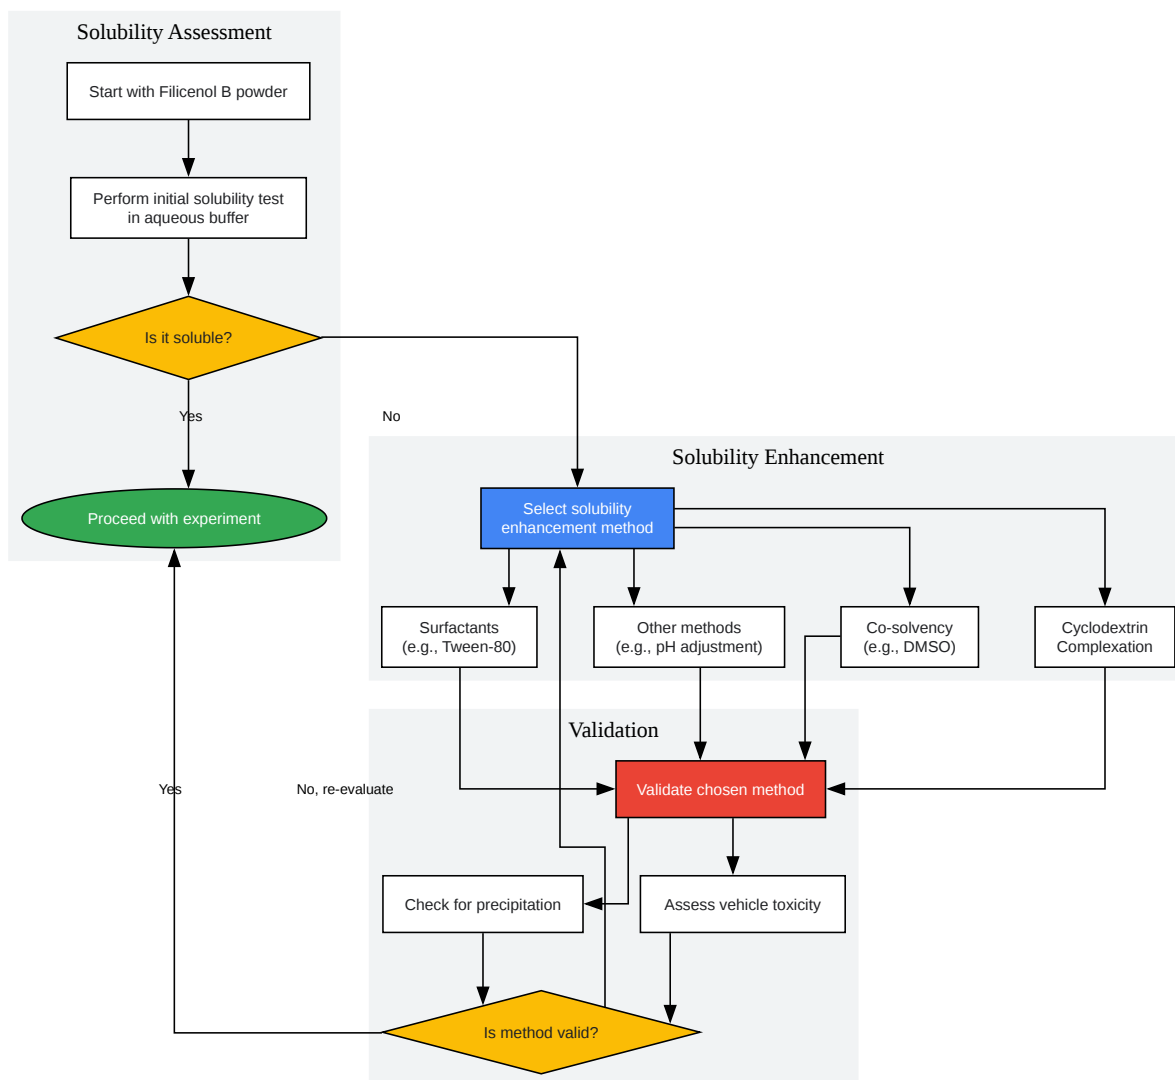 Solubility Assessment
Start with Filicenol B powder
Perform initial solubility test
in aqueous buffer
Is it soluble?
Yes
No
Proceed with experiment
Solubility Enhancement
Select solubility
enhancement method
Surfactants
(e.g., Tween-80)
Other methods
(e.g., pH adjustment)
Co-solvency
(e.g., DMSO)
Cyclodextrin
Complexation
Validation
Validate chosen method
Yes
No, re-evaluate
Check for precipitation
Assess vehicle toxicity
Is method valid?